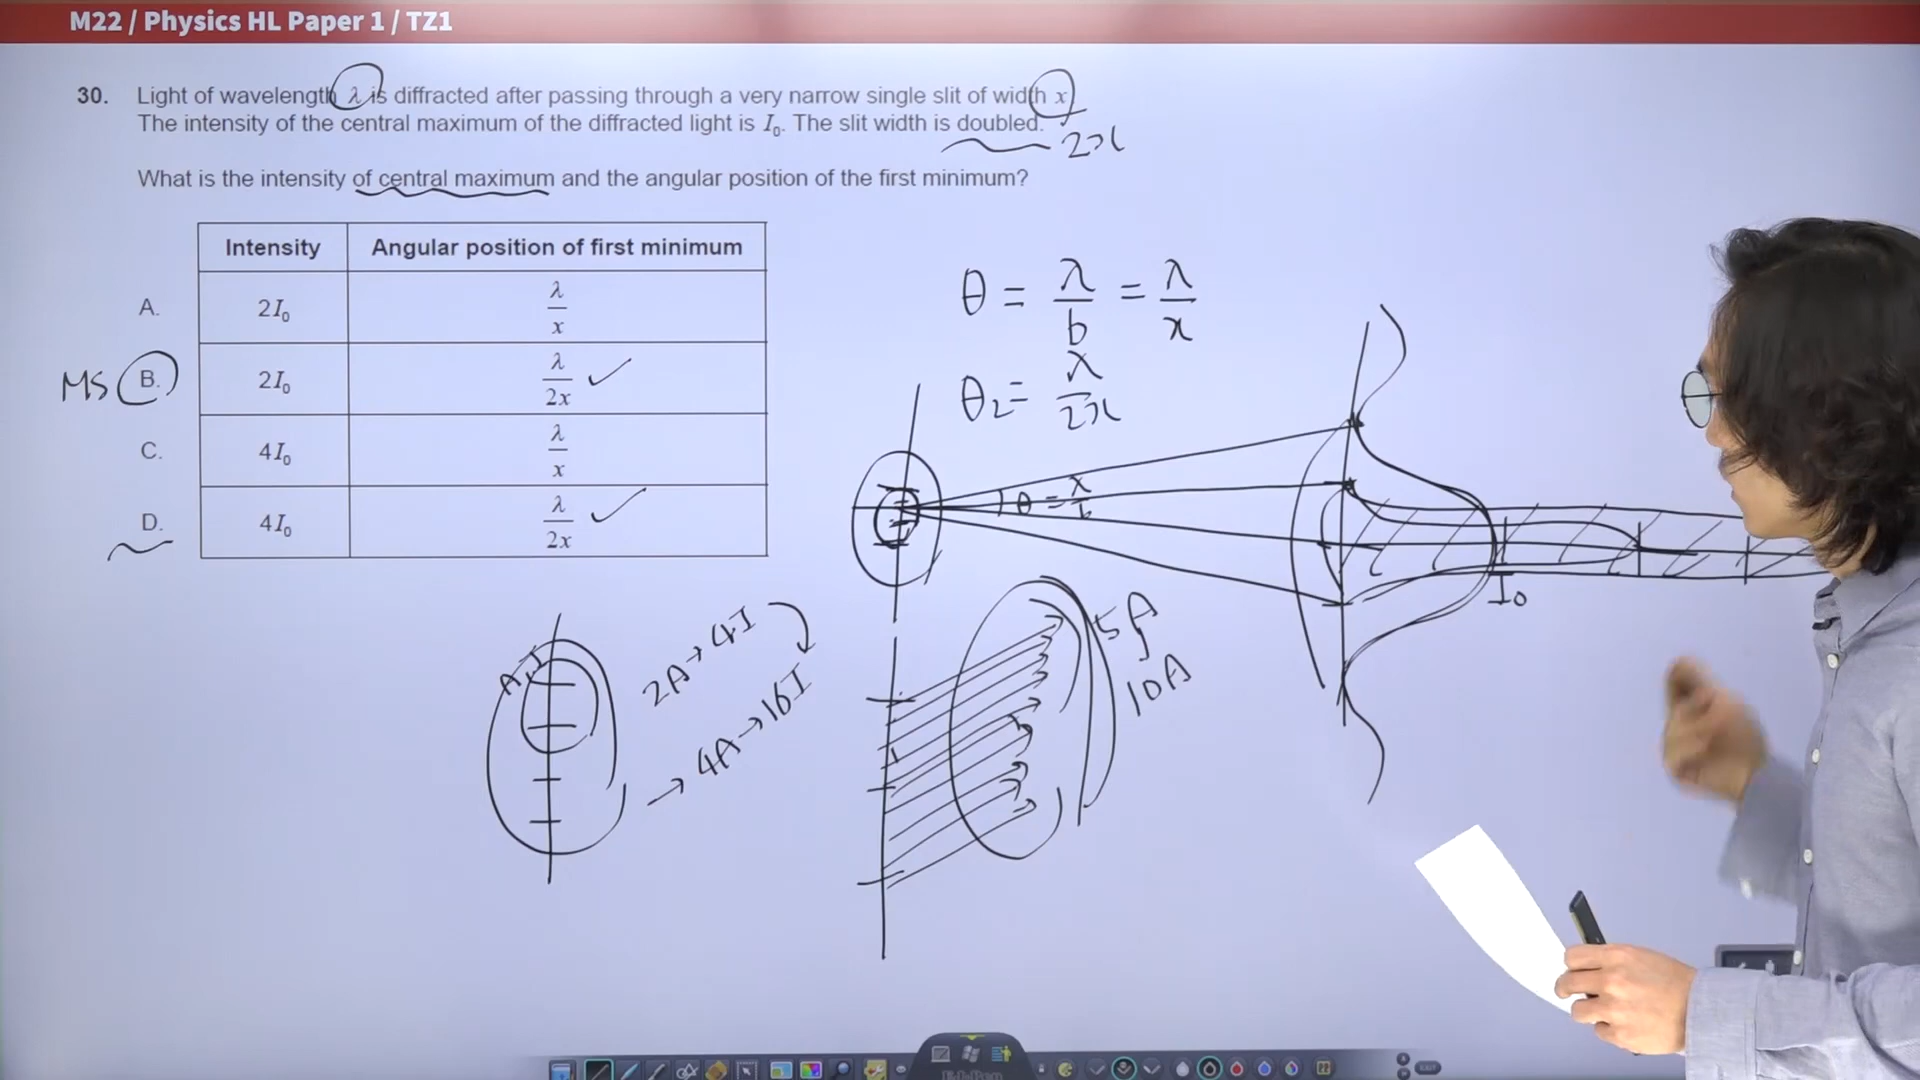 M22 / Physics HL Paper 1 / TZ1
30. Light of wavelength λ is diffracted after passing through a very narrow single slit of width x
The intensity of the central maximum of the diffracted light is I₀. The slit width is doubled.
2x
What is the intensity of central maximum and the angular position of the first minimum?
Intensity Angular position of first minimum
A. 2I₀ λ/x
MS B. 2I₀ λ/2x ✓
C. 4I₀ λ/x
D. 4I₀ λ/2x ✓
θ = λ/b = λ/x
θ₂ = λ/2x
θ = λ/b
I₀
A, I
2A → 4I
→ 4A → 16I
5A
10A